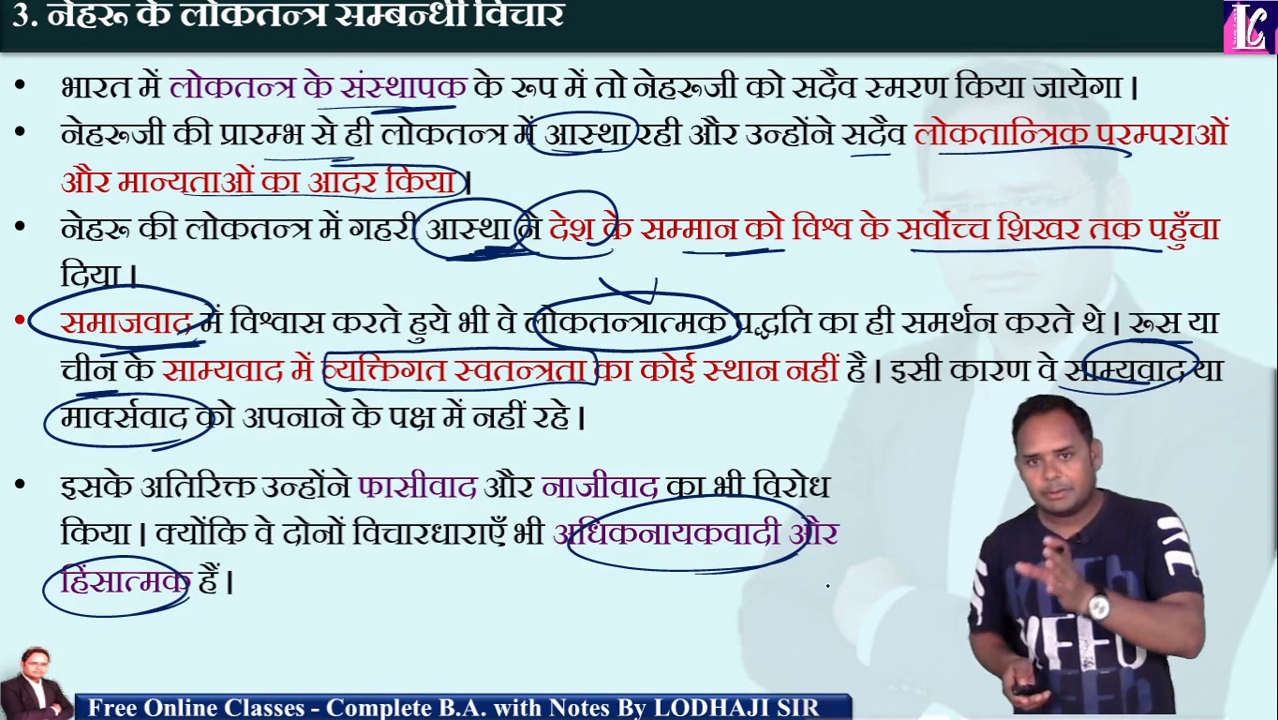 3. नेहरू के लोकतन्त्र सम्बन्धी विचार
LC
• भारत में लोकतन्त्र के संस्थापक के रूप में तो नेहरूजी को सदैव स्मरण किया जायेगा।
• नेहरूजी की प्रारम्भ से ही लोकतन्त्र में आस्था रही और उन्होंने सदैव लोकतान्त्रिक परम्पराओं
और मान्यताओं का आदर किया।
• नेहरू की लोकतन्त्र में गहरी आस्था ने देश के सम्मान को विश्व के सर्वोच्च शिखर तक पहुँचा
दिया।
• समाजवाद में विश्वास करते हुये भी वे लोकतन्त्रात्मक पद्धति का ही समर्थन करते थे। रूस या
चीन के साम्यवाद में व्यक्तिगत स्वतन्त्रता का कोई स्थान नहीं है। इसी कारण वे साम्यवाद या
मार्क्सवाद को अपनाने के पक्ष में नहीं रहे।
• इसके अतिरिक्त उन्होंने फासीवाद और नाजीवाद का भी विरोध
किया। क्योंकि वे दोनों विचारधाराएँ भी अधिकनायकवादी और
हिंसात्मक हैं।
Free Online Classes - Complete B.A. with Notes By LODHAJI SIR